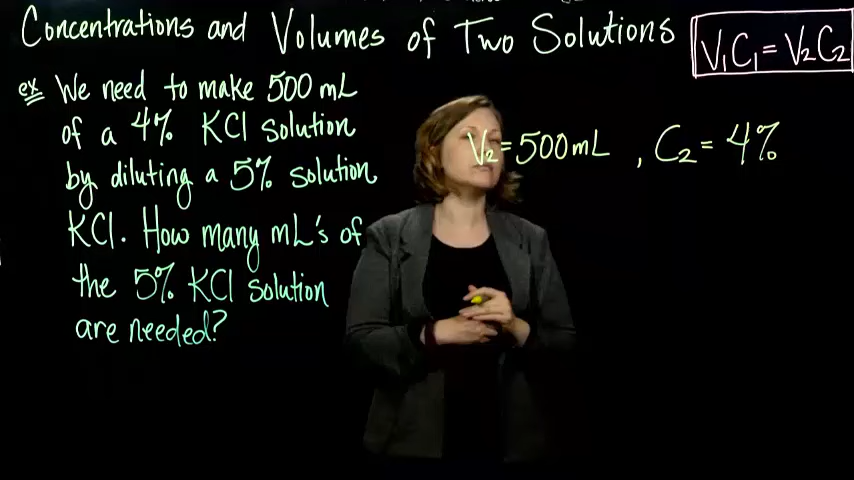 Concentrations and Volumes of Two Solutions
V₁C₁ = V₂C₂
ex We need to make 500 mL
of a 4% KCl solution
by diluting a 5% solution
KCl. How many mL's of
the 5% KCl solution
are needed?
V₂ = 500 mL , C₂ = 4%